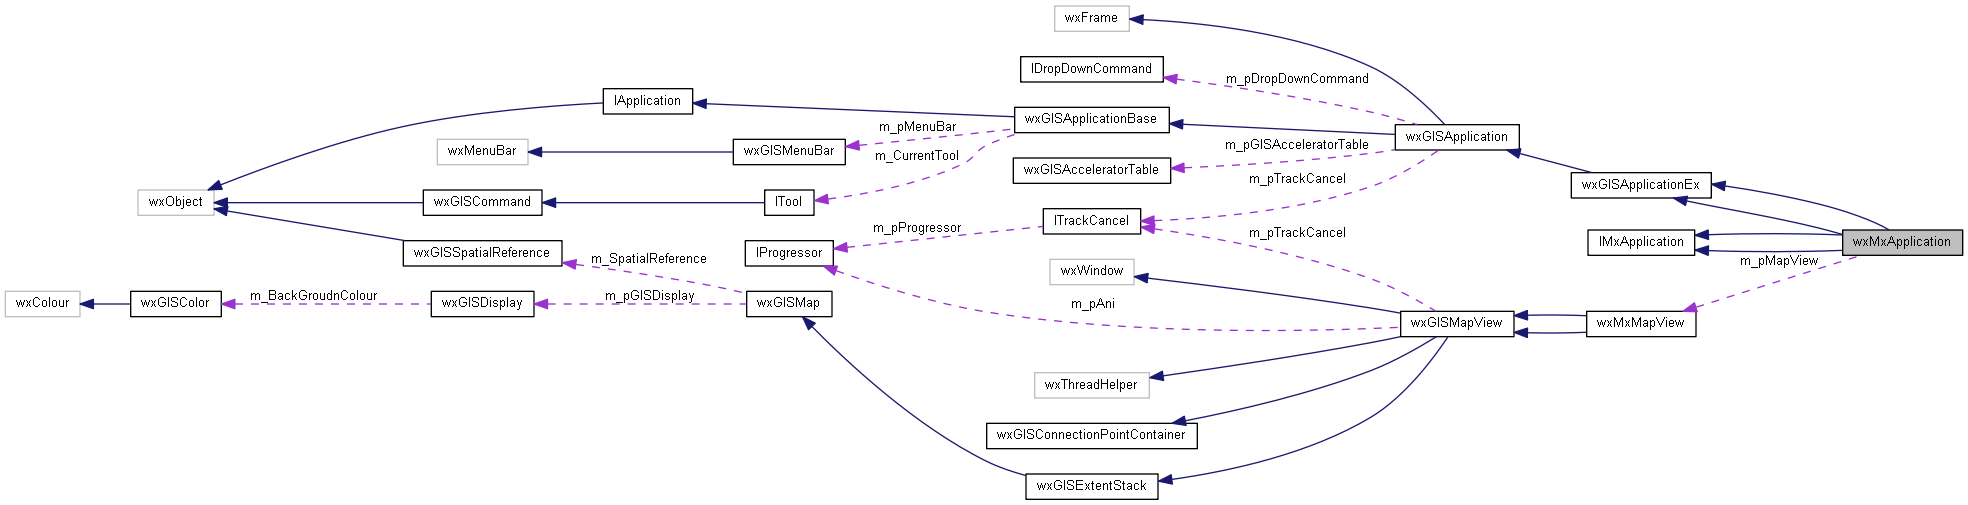 wxFrame
IDropDownCommand
m_pDropDownCommand
IApplication
wxGISApplicationBase
m_pMenuBar
wxGISApplication
wxMenuBar
wxGISMenuBar
m_CurrentTool
m_pGISAcceleratorTable
wxGISAcceleratorTable
m_pTrackCancel
wxGISApplicationEx
wxObject
wxGISCommand
ITool
ITrackCancel
m_pProgressor
m_pTrackCancel
IMxApplication
wxMxApplication
wxGISSpatialReference
m_SpatialReference
IProgressor
m_pMapView
wxWindow
wxColour
wxGISColor
m_BackGroudnColour
wxGISDisplay
m_pGISDisplay
wxGISMap
m_pAni
wxGISMapView
wxMxMapView
wxThreadHelper
wxGISConnectionPointContainer
wxGISExtentStack